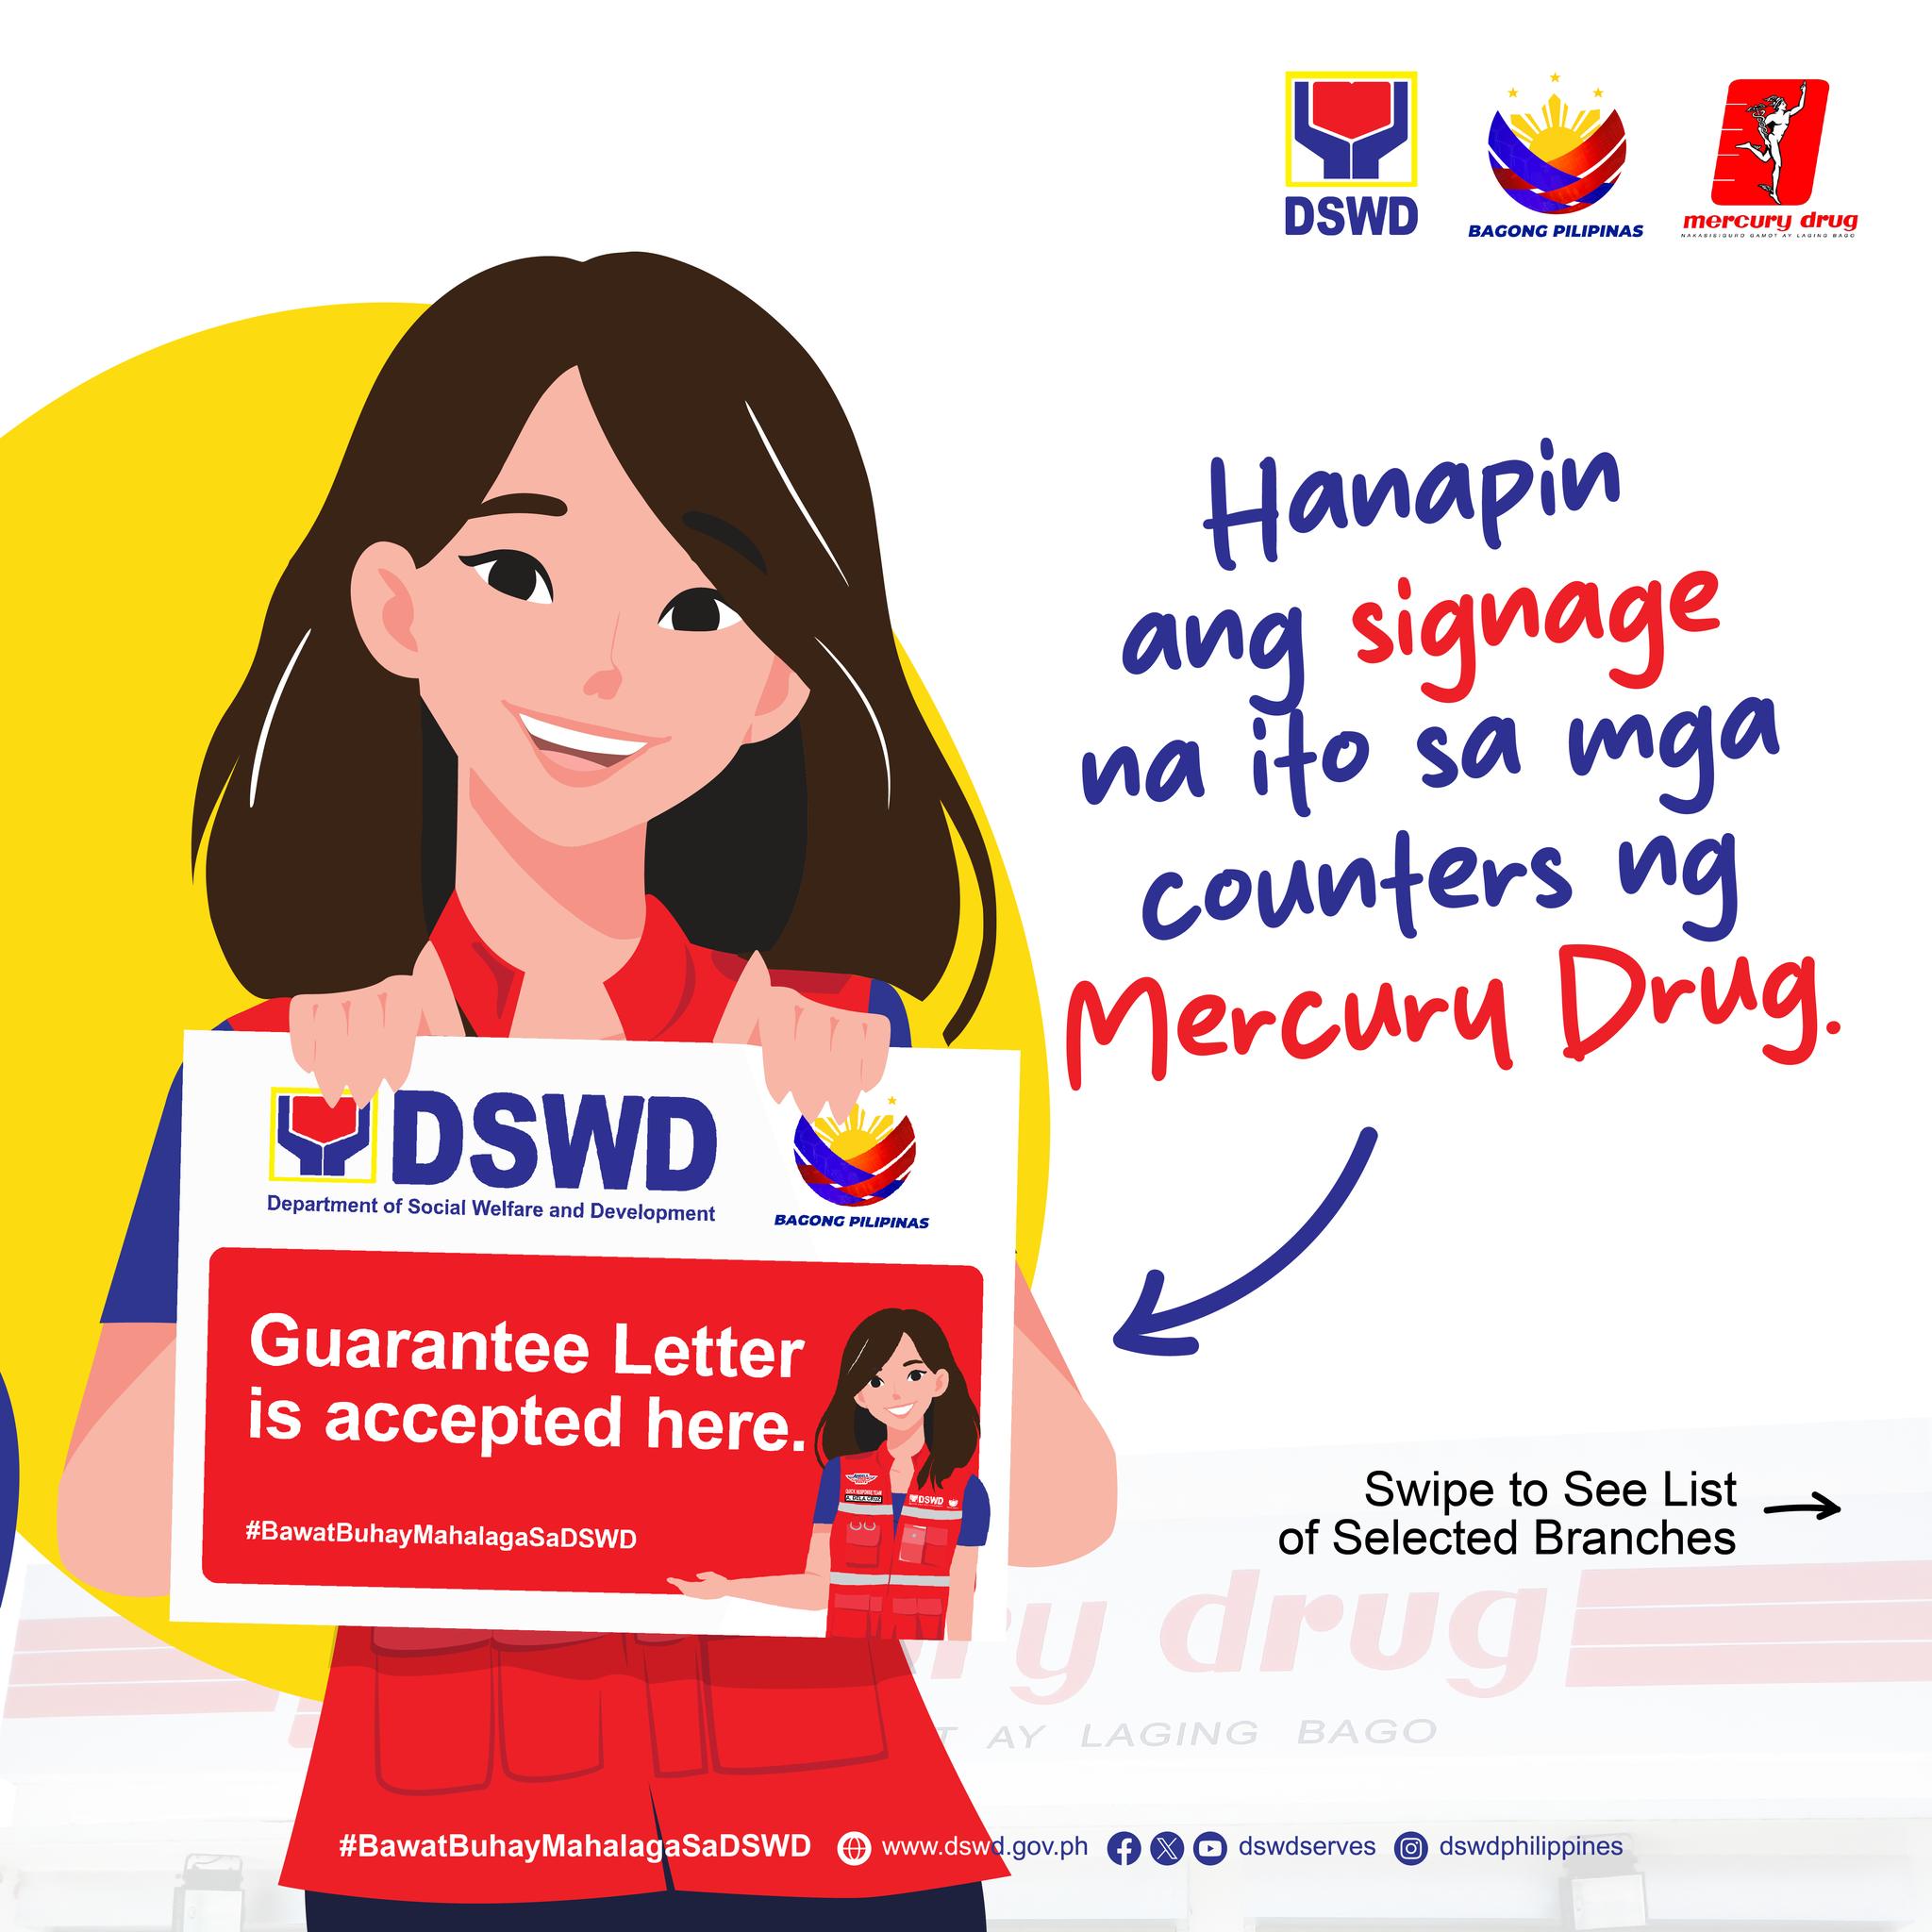 DSWD
BAGONG PILIPINAS
mercury drug
NAKASISIGURO GAMOT AY LAGING BAGO
Hanapin
ang signage
na ito sa mga
counters ng
Mercury Drug.
DSWD
Department of Social Welfare and Development
BAGONG PILIPINAS
Guarantee Letter
is accepted here.
#BawatBuhayMahalagaSaDSWD
DSWD
Swipe to See List
of Selected Branches
ry drug
T AY LAGING BAGO
#BawatBuhayMahalagaSaDSWD www.dswd.gov.ph dswdserves dswdphilippines